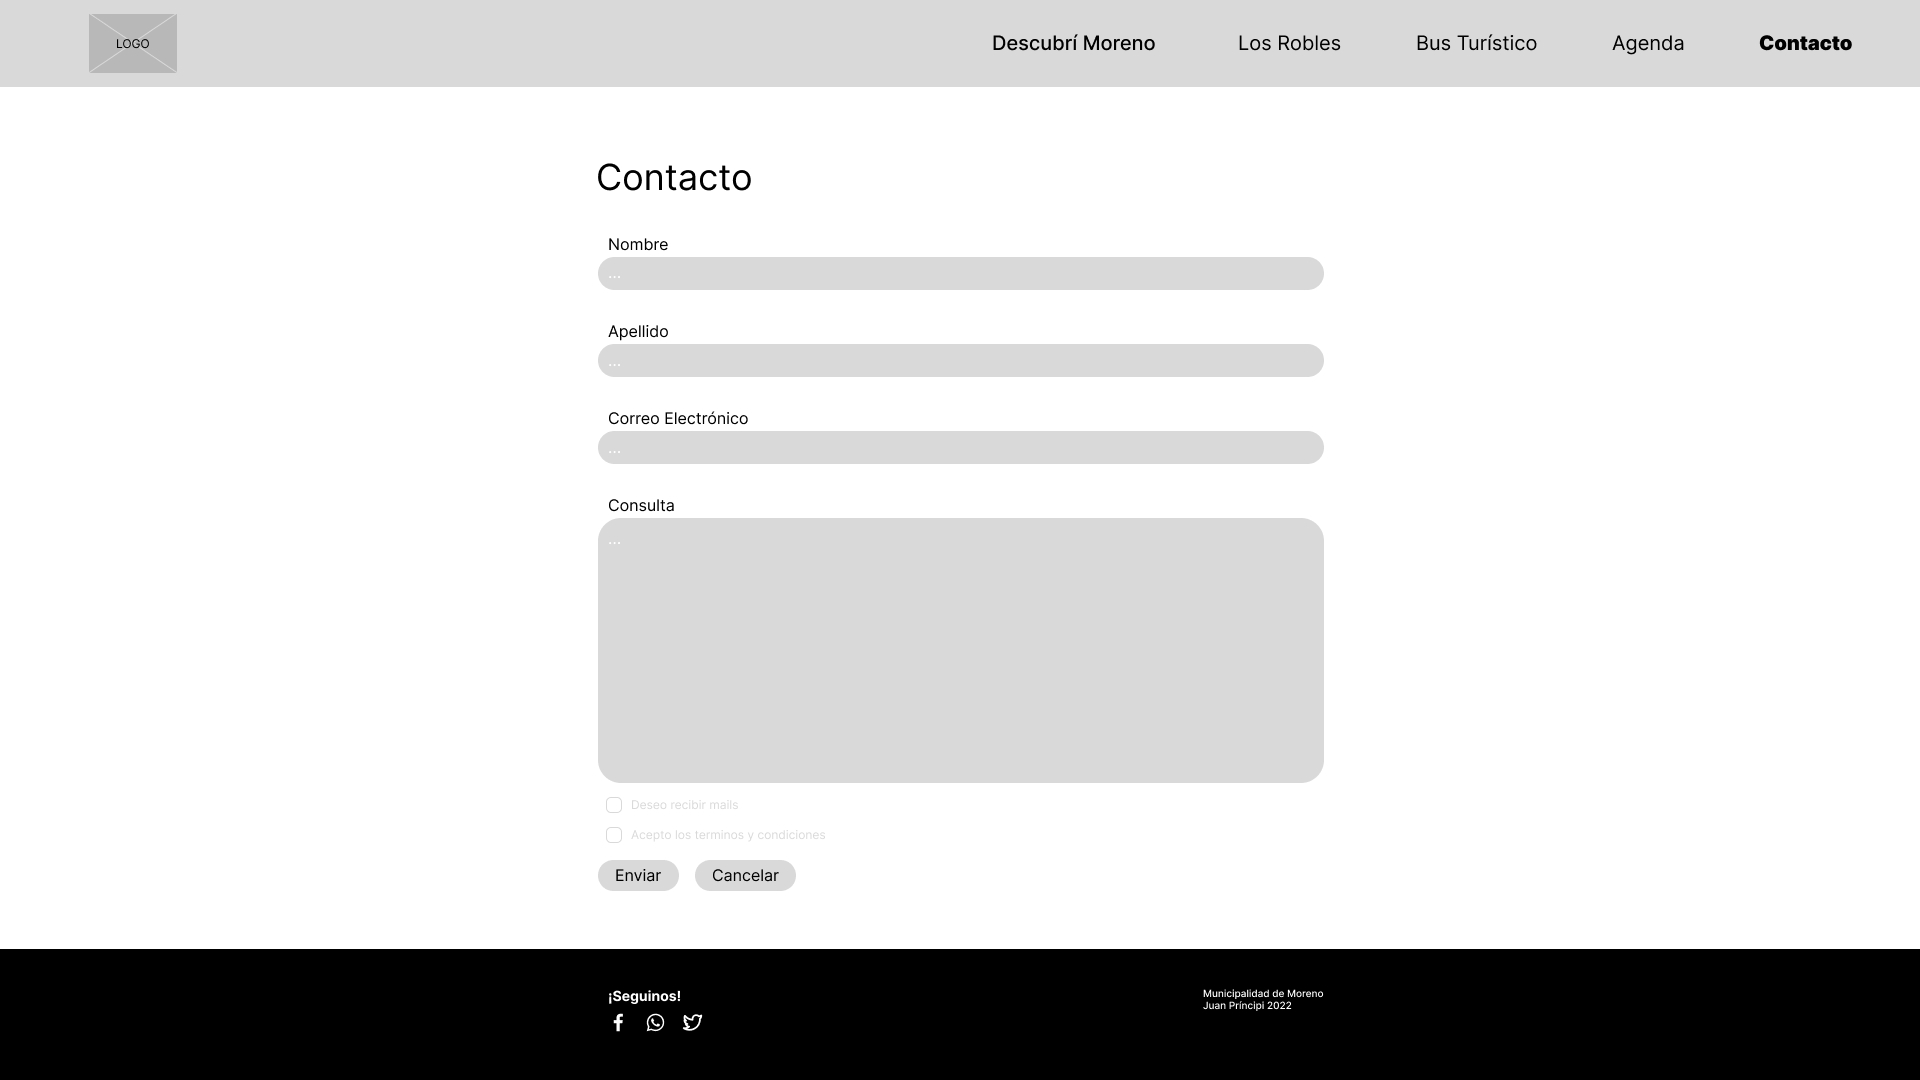 LOGO
Descubrí Moreno Los Robles Bus Turístico Agenda Contacto
Contacto
Nombre
...
Apellido
...
Correo Electrónico
...
Consulta
...
Deseo recibir mails
Acepto los terminos y condiciones
Enviar Cancelar
¡Seguinos!
Municipalidad de Moreno
Juan Príncipi 2022